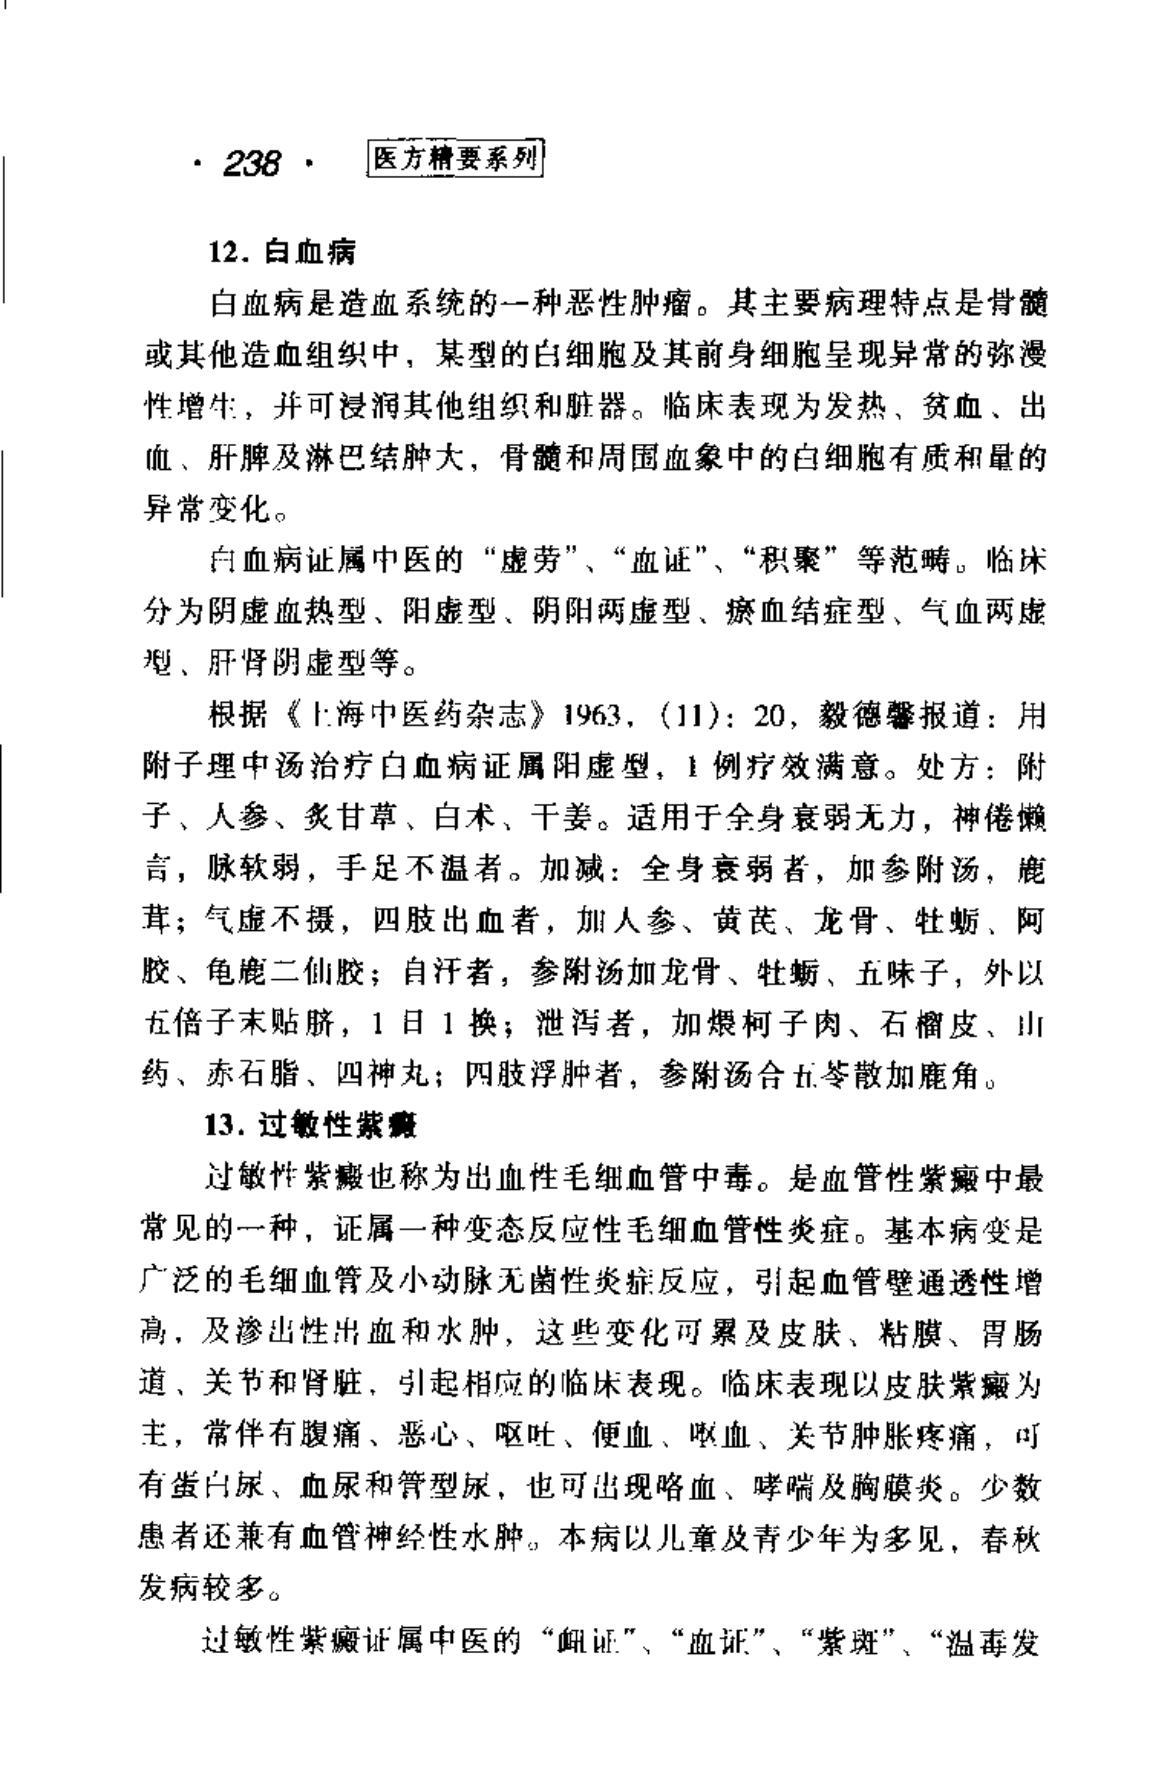 · 238 · 医方精要系列
12. 白血病
白血病是造血系统的一种恶性肿瘤。其主要病理特点是骨髓
或其他造血组织中，某型的白细胞及其前身细胞呈现异常的弥漫
性增生，并可浸润其他组织和脏器。临床表现为发热、贫血、出
血、肝脾及淋巴结肿大，骨髓和周围血象中的白细胞有质和量的
异常变化。
白血病证属中医的“虚劳”、“血证”、“积聚”等范畴。临床
分为阴虚血热型、阳虚型、阴阳两虚型、瘀血结症型、气血两虚
型、肝肾阴虚型等。
根据《上海中医药杂志》1963，(11)：20，毅德馨报道：用
附子理中汤治疗白血病证属阳虚型，1 例疗效满意。处方：附
子、人参、炙甘草、白术、干姜。适用于全身衰弱无力，神倦懒
言，脉软弱，手足不温者。加减：全身衰弱者，加参附汤，鹿
茸；气虚不摄，四肢出血者，加人参、黄芪、龙骨、牡蛎、阿
胶、龟鹿二仙胶；自汗者，参附汤加龙骨、牡蛎、五味子，外以
五倍子末贴脐，1 日 1 换；泄泻者，加煨柯子肉、石榴皮、山
药、赤石脂、四神丸；四肢浮肿者，参附汤合五苓散加鹿角。
13. 过敏性紫癜
过敏性紫癜也称为出血性毛细血管中毒。是血管性紫癜中最
常见的一种，证属一种变态反应性毛细血管性炎症。基本病变是
广泛的毛细血管及小动脉无菌性炎症反应，引起血管壁通透性增
高，及渗出性出血和水肿，这些变化可累及皮肤、粘膜、胃肠
道、关节和肾脏，引起相应的临床表现。临床表现以皮肤紫癜为
主，常伴有腹痛、恶心、呕吐、便血、呕血、关节肿胀疼痛，可
有蛋白尿、血尿和管型尿，也可出现咯血、哮喘及胸膜炎。少数
患者还兼有血管神经性水肿。本病以儿童及青少年为多见，春秋
发病较多。
过敏性紫癜证属中医的“衄证”、“血证”、“紫斑”、“温毒发